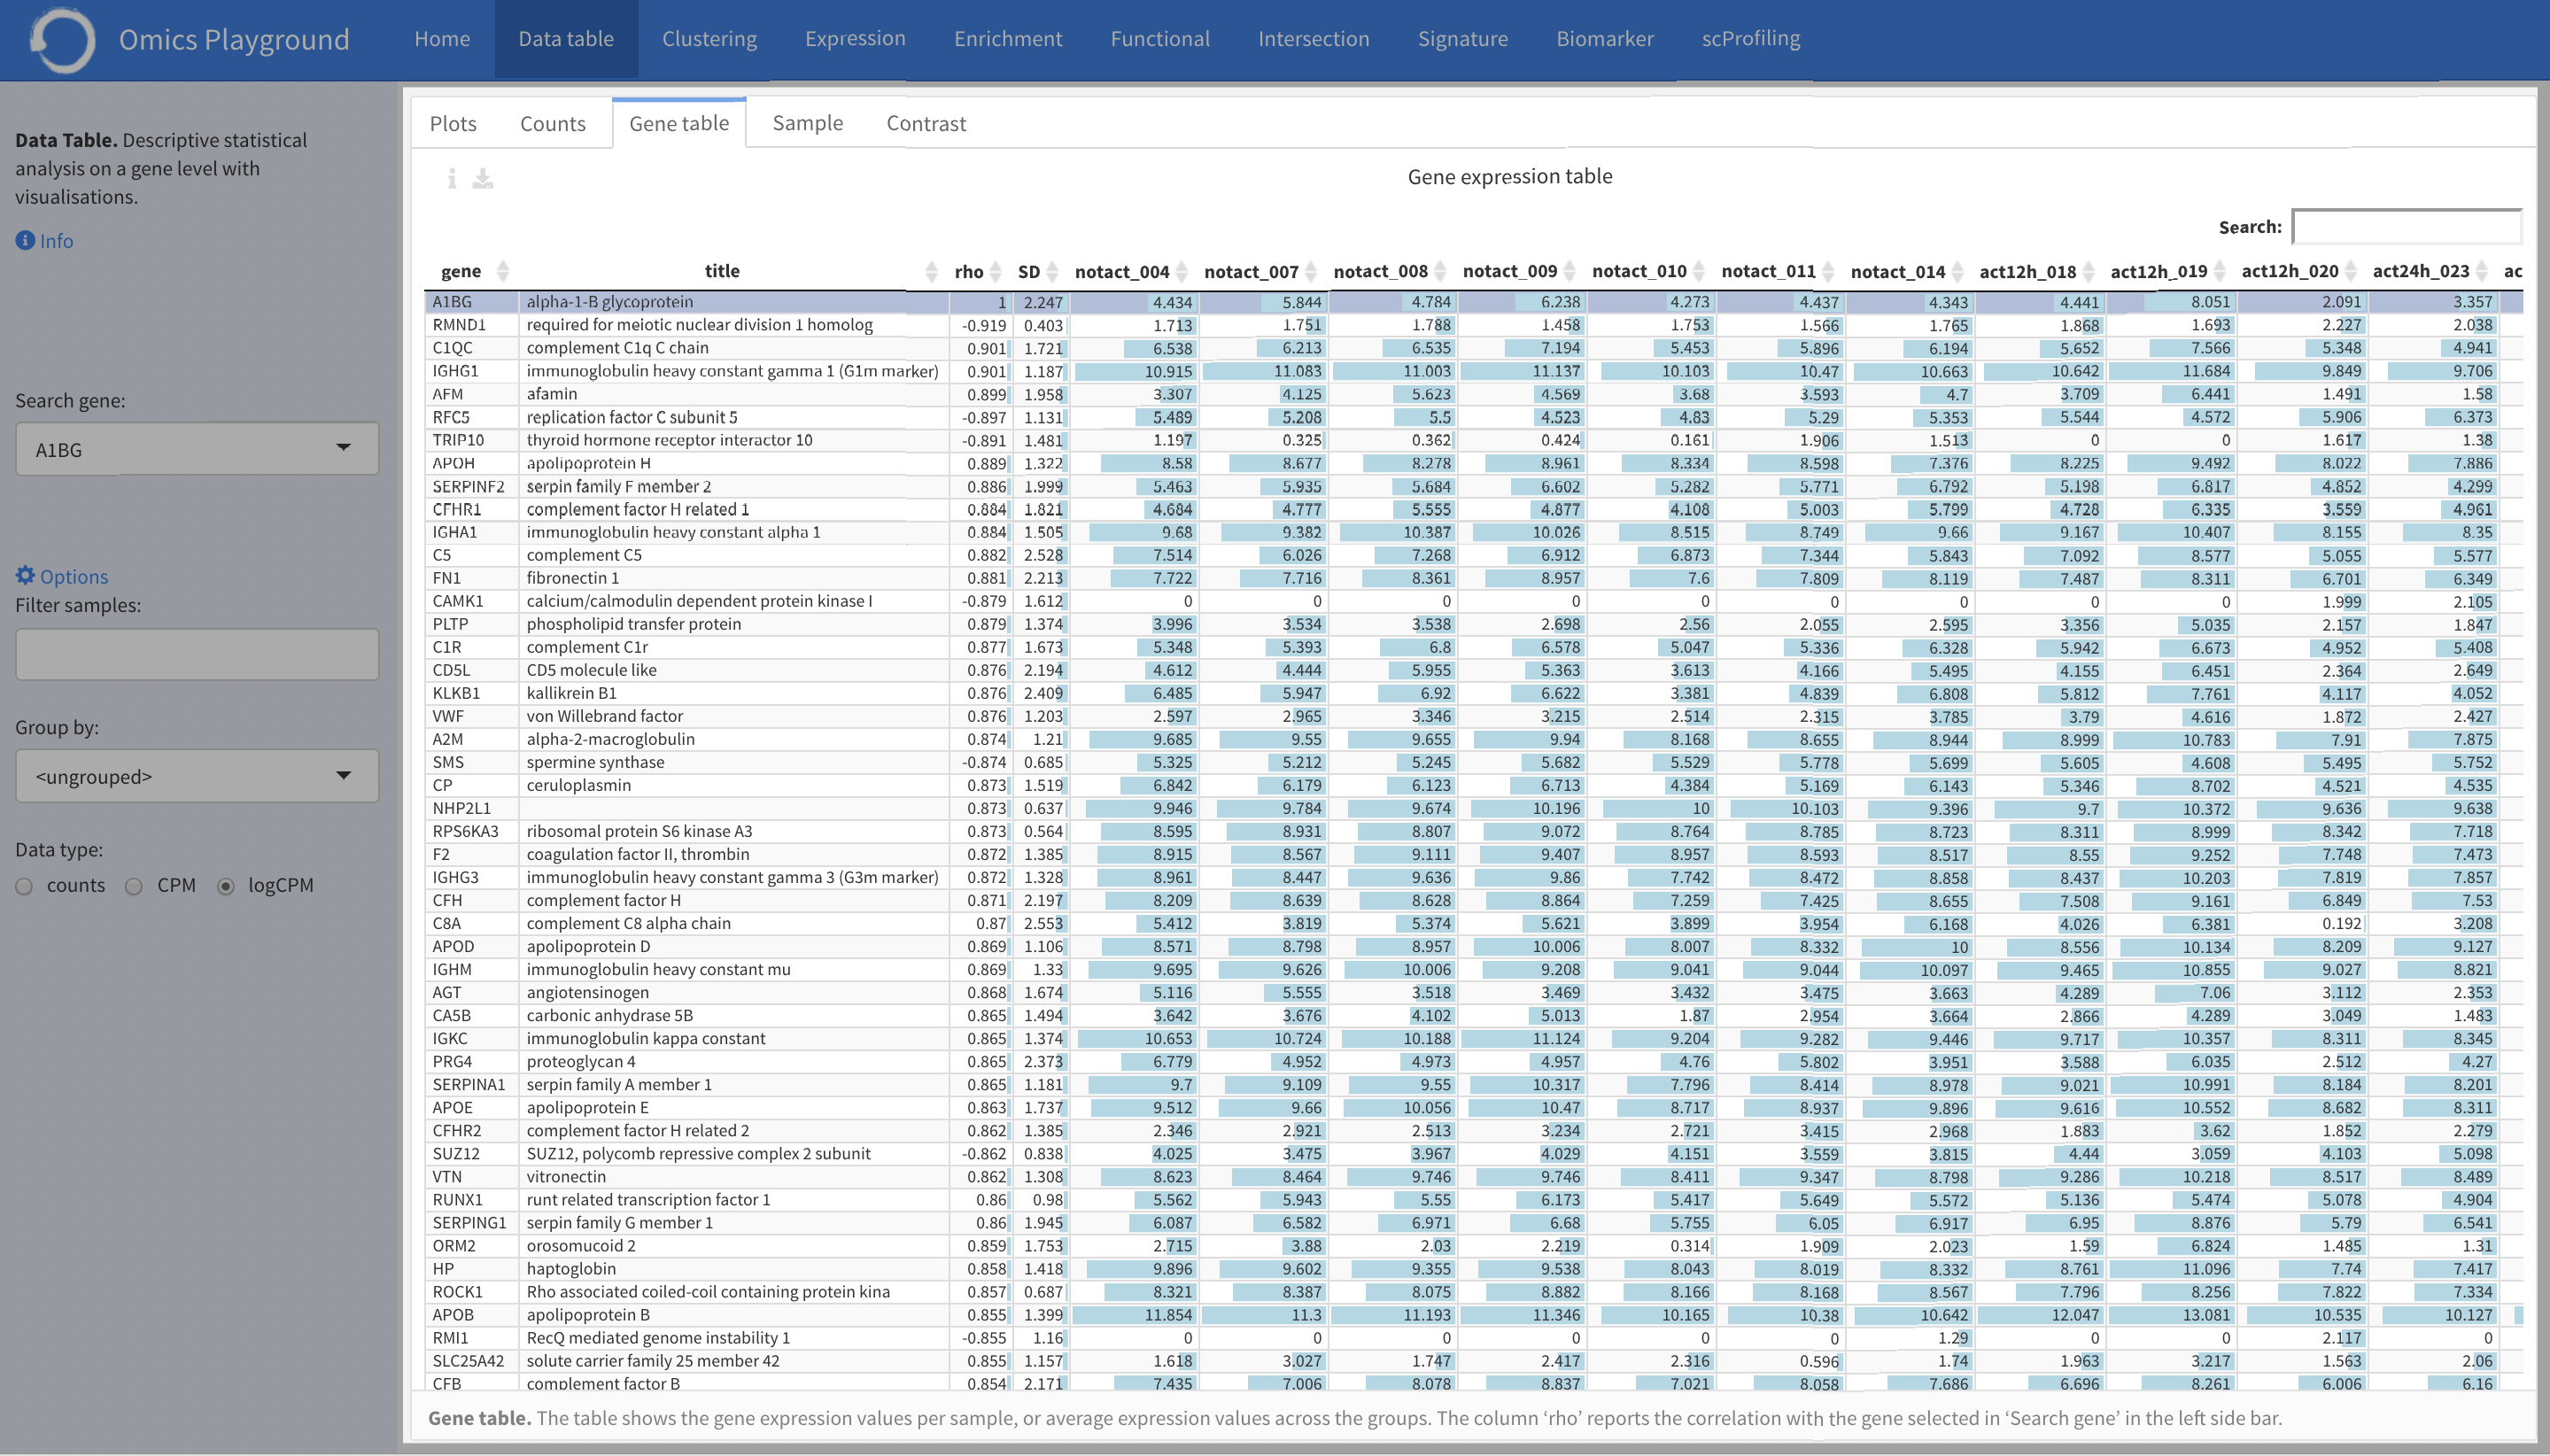 Omics Playground Home Data table Clustering Expression Enrichment Functional Intersection Signature Biomarker scProfiling
Data Table. Descriptive statistical
analysis on a gene level with
visualisations.
Info
Search gene:
A1BG
Options
Filter samples:
Group by:
<ungrouped>
Data type:
counts CPM logCPM
Plots Counts Gene table Sample Contrast
Gene expression table
Search:
gene title rho SD notact_004 notact_007 notact_008 notact_009 notact_010 notact_011 notact_014 act12h_018 act12h_019 act12h_020 act24h_023 ac
A1BG alpha-1-B glycoprotein 1 2.247 4.434 5.844 4.784 6.238 4.273 4.437 4.343 4.441 8.051 2.091 3.357
RMND1 required for meiotic nuclear division 1 homolog -0.919 0.403 1.713 1.751 1.788 1.458 1.753 1.566 1.765 1.868 1.693 2.227 2.038
C1QC complement C1q C chain 0.901 1.721 6.538 6.213 6.535 7.194 5.453 5.896 6.194 5.652 7.566 5.348 4.941
IGHG1 immunoglobulin heavy constant gamma 1 (G1m marker) 0.901 1.187 10.915 11.083 11.003 11.137 10.103 10.47 10.663 10.642 11.684 9.849 9.706
AFM afamin 0.899 1.958 3.307 4.125 5.623 4.569 3.68 3.593 4.7 3.709 6.441 1.491 1.58
RFC5 replication factor C subunit 5 -0.897 1.131 5.489 5.208 5.5 4.523 4.83 5.29 5.353 5.544 4.572 5.906 6.373
TRIP10 thyroid hormone receptor interactor 10 -0.891 1.481 1.197 0.325 0.362 0.424 0.161 1.906 1.513 0 0 1.617 1.38
APOH apolipoprotein H 0.889 1.322 8.58 8.677 8.278 8.961 8.334 8.598 7.376 8.225 9.492 8.022 7.886
SERPINF2 serpin family F member 2 0.886 1.999 5.463 5.935 5.684 6.602 5.282 5.771 6.792 5.198 6.817 4.852 4.299
CFHR1 complement factor H related 1 0.884 1.821 4.684 4.777 5.555 4.877 4.108 5.003 5.799 4.728 6.335 3.559 4.961
IGHA1 immunoglobulin heavy constant alpha 1 0.884 1.505 9.68 9.382 10.387 10.026 8.515 8.749 9.66 9.167 10.407 8.155 8.35
C5 complement C5 0.882 2.528 7.514 6.026 7.268 6.912 6.873 7.344 5.843 7.092 8.577 5.055 5.577
FN1 fibronectin 1 0.881 2.213 7.722 7.716 8.361 8.957 7.6 7.809 8.119 7.487 8.311 6.701 6.349
CAMK1 calcium/calmodulin dependent protein kinase I -0.879 1.612 0 0 0 0 0 0 0 0 0 1.999 2.105
PLTP phospholipid transfer protein 0.879 1.374 3.996 3.534 3.538 2.698 2.56 2.055 2.595 3.356 5.035 2.157 1.847
C1R complement C1r 0.877 1.673 5.348 5.393 6.8 6.578 5.047 5.336 6.328 5.942 6.673 4.952 5.408
CD5L CD5 molecule like 0.876 2.194 4.612 4.444 5.955 5.363 3.613 4.166 5.495 4.155 6.451 2.364 2.649
KLKB1 kallikrein B1 0.876 2.409 6.485 5.947 6.92 6.622 3.381 4.839 6.808 5.812 7.761 4.117 4.052
VWF von Willebrand factor 0.876 1.203 2.597 2.965 3.346 3.215 2.514 2.315 3.785 3.79 4.616 1.872 2.427
A2M alpha-2-macroglobulin 0.874 1.21 9.685 9.55 9.655 9.94 8.168 8.655 8.944 8.999 10.783 7.91 7.875
SMS spermine synthase -0.874 0.685 5.325 5.212 5.245 5.682 5.529 5.778 5.699 5.605 4.608 5.495 5.752
CP ceruloplasmin 0.873 1.519 6.842 6.179 6.123 6.713 4.384 5.169 6.143 5.346 8.702 4.521 4.535
NHP2L1 0.873 0.637 9.946 9.784 9.674 10.196 10 10.103 9.396 9.7 10.372 9.636 9.638
RPS6KA3 ribosomal protein S6 kinase A3 0.873 0.564 8.595 8.931 8.807 9.072 8.764 8.785 8.723 8.311 8.999 8.342 7.718
F2 coagulation factor II, thrombin 0.872 1.385 8.915 8.567 9.111 9.407 8.957 8.593 8.517 8.55 9.252 7.748 7.473
IGHG3 immunoglobulin heavy constant gamma 3 (G3m marker) 0.872 1.328 8.961 8.447 9.636 9.86 7.742 8.472 8.858 8.437 10.203 7.819 7.857
CFH complement factor H 0.871 2.197 8.209 8.639 8.628 8.864 7.259 7.425 8.655 7.508 9.161 6.849 7.53
C8A complement C8 alpha chain 0.87 2.553 5.412 3.819 5.374 5.621 3.899 3.954 6.168 4.026 6.381 0.192 3.208
APOD apolipoprotein D 0.869 1.106 8.571 8.798 8.957 10.006 8.007 8.332 10 8.556 10.134 8.209 9.127
IGHM immunoglobulin heavy constant mu 0.869 1.33 9.695 9.626 10.006 9.208 9.041 9.044 10.097 9.465 10.855 9.027 8.821
AGT angiotensinogen 0.868 1.674 5.116 5.555 3.518 3.469 3.432 3.475 3.663 4.289 7.06 3.112 2.353
CA5B carbonic anhydrase 5B 0.865 1.494 3.642 3.676 4.102 5.013 1.87 2.954 3.664 2.866 4.289 3.049 1.483
IGKC immunoglobulin kappa constant 0.865 1.374 10.653 10.724 10.188 11.124 9.204 9.282 9.446 9.717 10.357 8.311 8.345
PRG4 proteoglycan 4 0.865 2.373 6.779 4.952 4.973 4.957 4.76 5.802 3.951 3.588 6.035 2.512 4.27
SERPINA1 serpin family A member 1 0.865 1.181 9.7 9.109 9.55 10.317 7.796 8.414 8.978 9.021 10.991 8.184 8.201
APOE apolipoprotein E 0.863 1.737 9.512 9.66 10.056 10.47 8.717 8.937 9.896 9.616 10.552 8.682 8.311
CFHR2 complement factor H related 2 0.862 1.385 2.346 2.921 2.513 3.234 2.721 3.415 2.968 1.883 3.62 1.852 2.279
SUZ12 SUZ12, polycomb repressive complex 2 subunit -0.862 0.838 4.025 3.475 3.967 4.029 4.151 3.559 3.815 4.44 3.059 4.103 5.098
VTN vitronectin 0.862 1.308 8.623 8.464 9.746 9.746 8.411 9.347 8.798 9.286 10.218 8.517 8.489
RUNX1 runt related transcription factor 1 0.86 0.98 5.562 5.943 5.55 6.173 5.417 5.649 5.572 5.136 5.474 5.078 4.904
SERPING1 serpin family G member 1 0.86 1.945 6.087 6.582 6.971 6.68 5.755 6.05 6.917 6.95 8.876 5.79 6.541
ORM2 orosomucoid 2 0.859 1.753 2.715 3.88 2.03 2.219 0.314 1.909 2.023 1.59 6.824 1.485 1.31
HP haptoglobin 0.858 1.418 9.896 9.602 9.355 9.538 8.043 8.019 8.332 8.761 11.096 7.74 7.417
ROCK1 Rho associated coiled-coil containing protein kina 0.857 0.687 8.321 8.387 8.075 8.882 8.166 8.168 8.567 7.796 8.256 7.822 7.334
APOB apolipoprotein B 0.855 1.399 11.854 11.3 11.193 11.346 10.165 10.38 10.642 12.047 13.081 10.535 10.127
RMI1 RecQ mediated genome instability 1 -0.855 1.16 0 0 0 0 0 0 1.29 0 0 2.117 0
SLC25A42 solute carrier family 25 member 42 0.855 1.157 1.618 3.027 1.747 2.417 2.316 0.596 1.74 1.963 3.217 1.563 2.06
CFB complement factor B 0.854 2.171 7.435 7.006 8.078 8.837 7.021 8.058 7.686 6.696 8.261 6.006 6.16
Gene table. The table shows the gene expression values per sample, or average expression values across the groups. The column ‘rho’ reports the correlation with the gene selected in ‘Search gene’ in the left side bar.